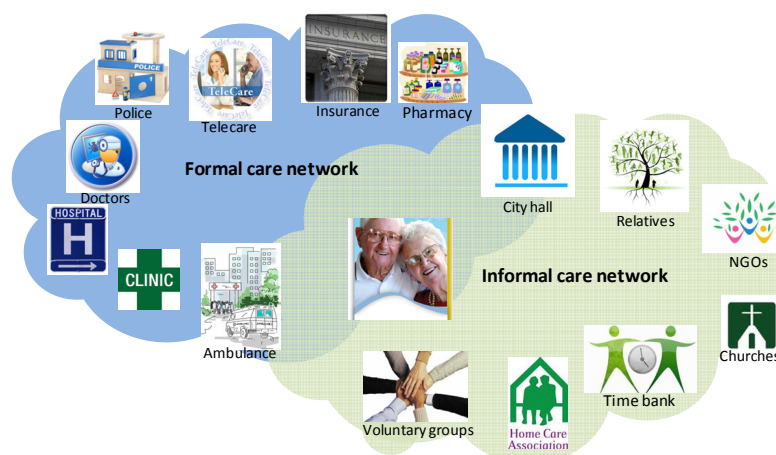 INSURANCE
POLICE
TeleCare
Police
Telecare
Insurance
Pharmacy
Formal care network
Doctors
City hall
Relatives
HOSPITAL
H
CLINIC
NGOs
Informal care network
Ambulance
Churches
Time bank
Voluntary groups
Home Care
Association